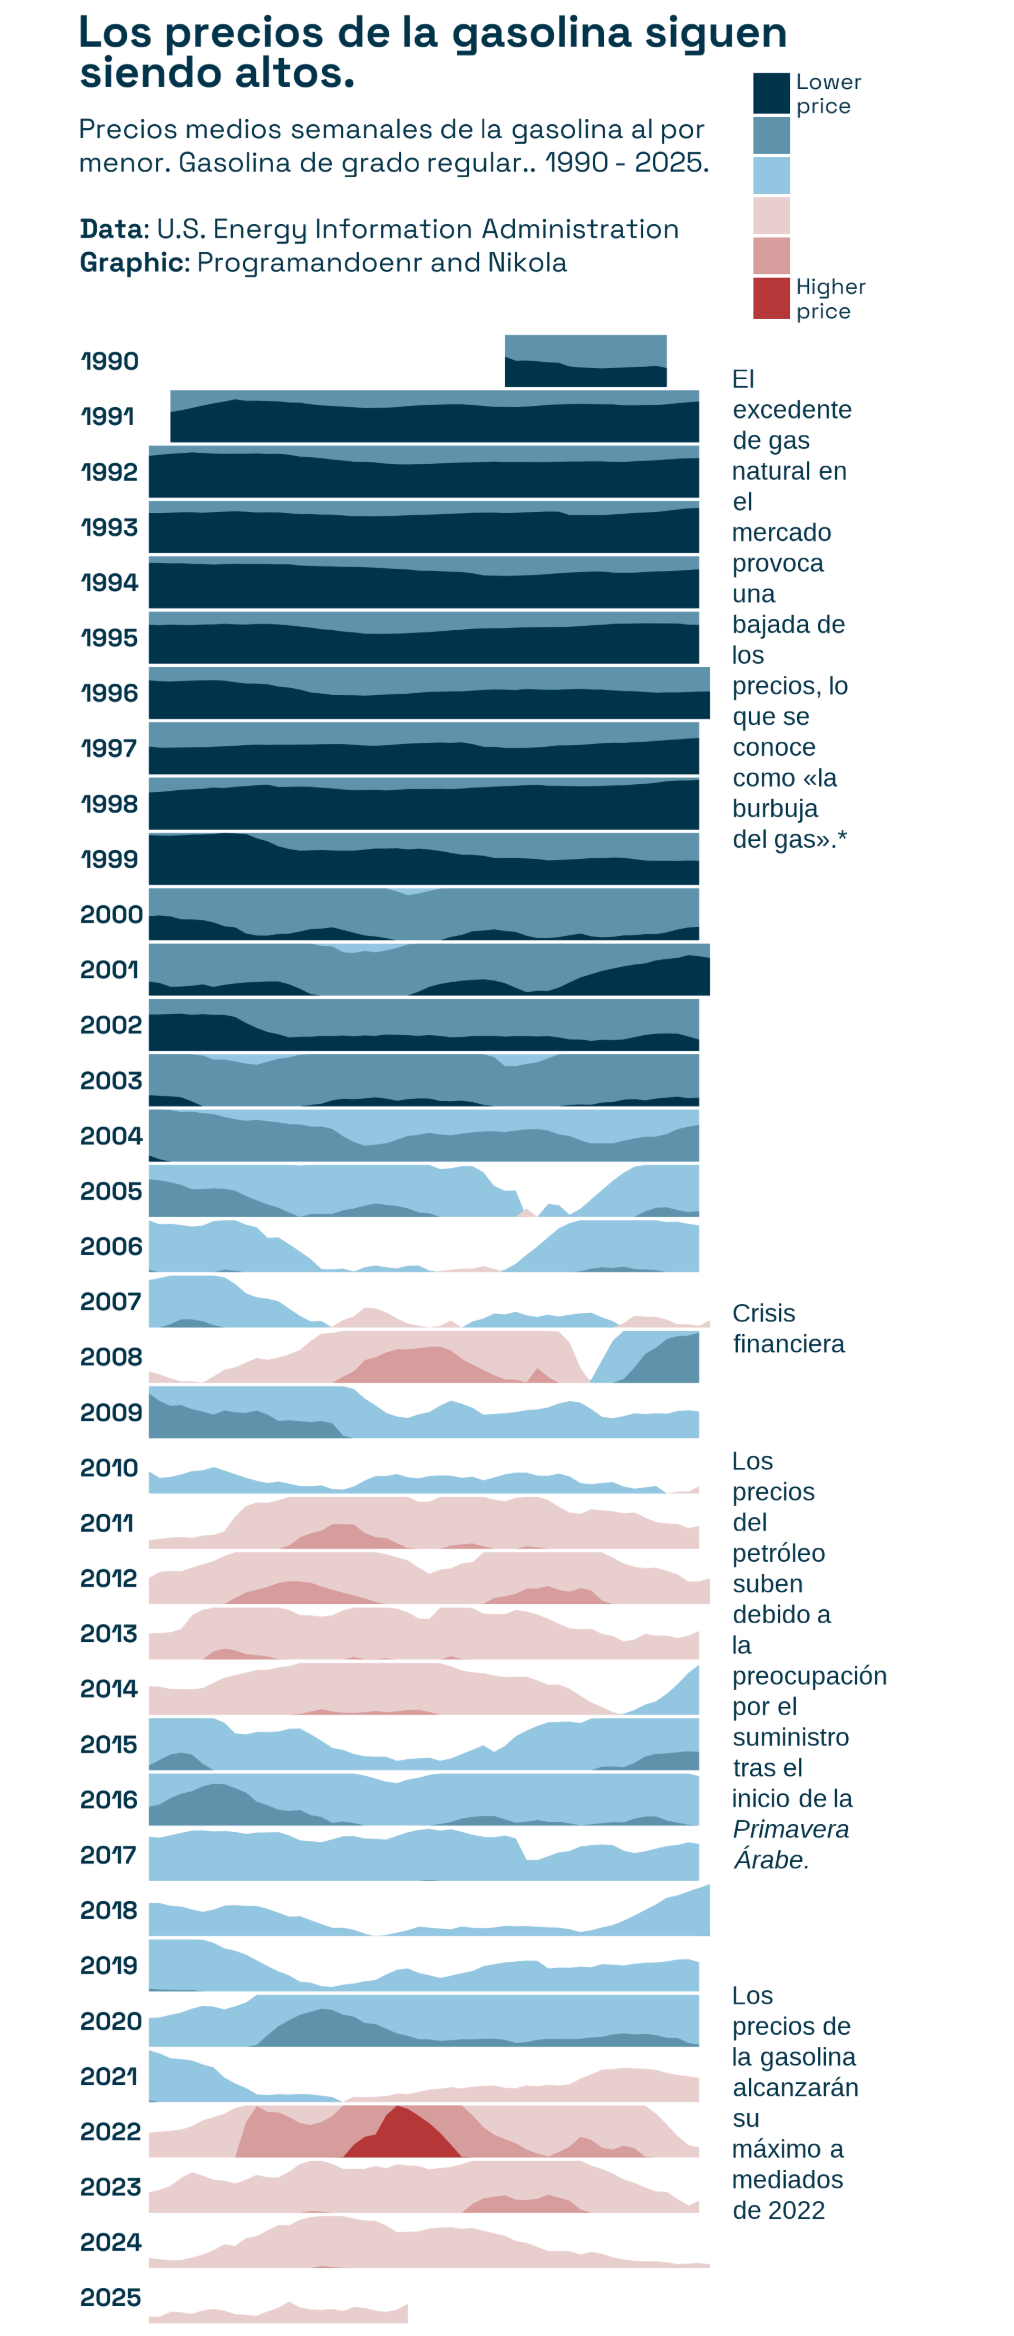 Los precios de la gasolina siguen
siendo altos.
Precios medios semanales de la gasolina al por
menor. Gasolina de grado regular.. 1990 - 2025.
Data: U.S. Energy Information Administration
Graphic: Programandoenr and Nikola
Lower
price
Higher
price
1990
1991
1992
1993
1994
1995
1996
1997
1998
1999
2000
2001
2002
2003
2004
2005
2006
2007
2008
2009
2010
2011
2012
2013
2014
2015
2016
2017
2018
2019
2020
2021
2022
2023
2024
2025
El
excedente
de gas
natural en
el
mercado
provoca
una
bajada de
los
precios, lo
que se
conoce
como «la
burbuja
del gas».*
Crisis
financiera
Los
precios
del
petróleo
suben
debido a
la
preocupación
por el
suministro
tras el
inicio de la
Primavera
Árabe.
Los
precios de
la gasolina
alcanzarán
su
máximo a
mediados
de 2022